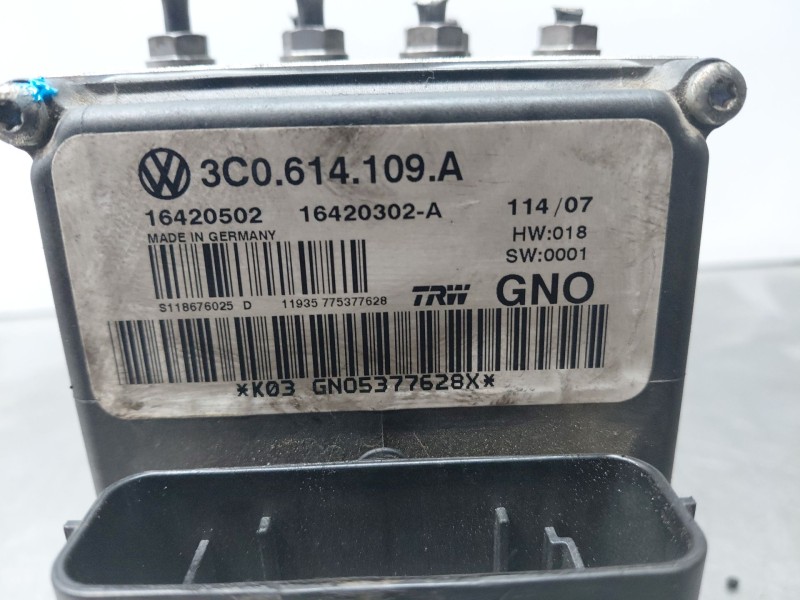 3C0.614.109.A
16420502 16420302-A 114/07
MADE IN GERMANY HW:018
SW:0001
S118676025 D 11935 775377628 TRW GNO
*K03 GNO5377628X*